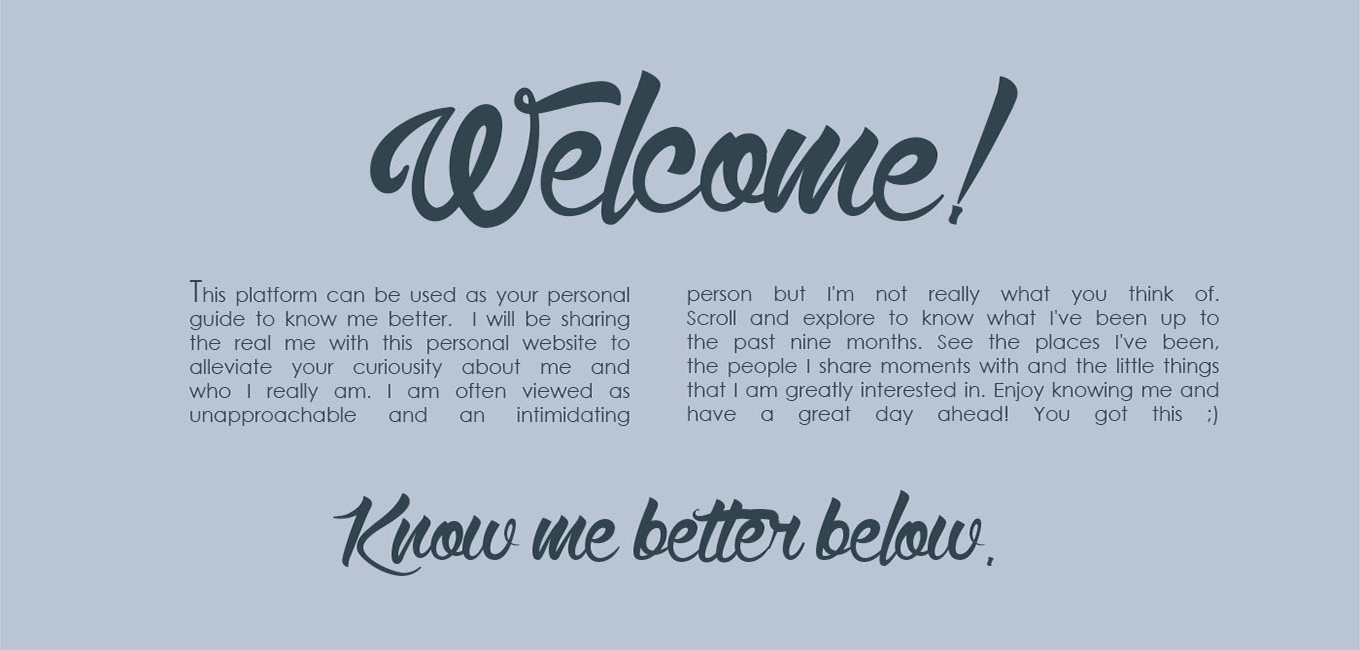 Welcome!
This platform can be used as your personal
guide to know me better. I will be sharing
the real me with this personal website to
alleviate your curiousity about me and
who I really am. I am often viewed as
unapproachable and an intimidating
person but I'm not really what you think of.
Scroll and explore to know what I've been up to
the past nine months. See the places I've been,
the people I share moments with and the little things
that I am greatly interested in. Enjoy knowing me and
have a great day ahead! You got this ;)
Know me better below.